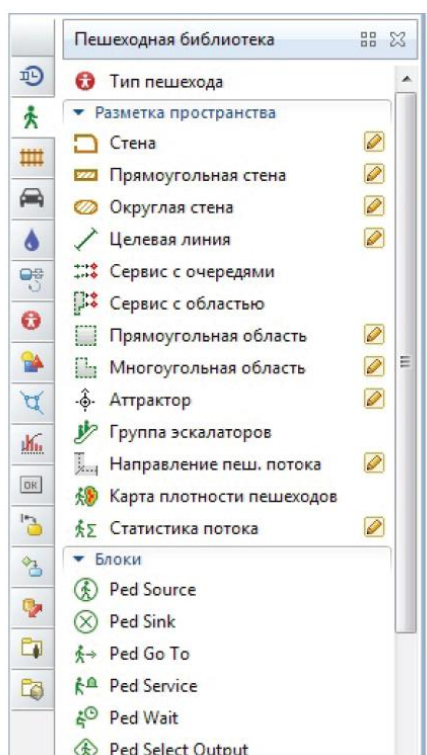 Пешеходная библиотека
Тип пешехода
Разметка пространства
Стена
Прямоугольная стена
Округлая стена
Целевая линия
Сервис с очередями
Сервис с областью
Прямоугольная область
Многоугольная область
Аттрактор
Группа эскалаторов
Направление пеш. потока
Карта плотности пешеходов
Статистика потока
OK
Блоки
Ped Source
Ped Sink
Ped Go To
Ped Service
Ped Wait
Ped Select Output